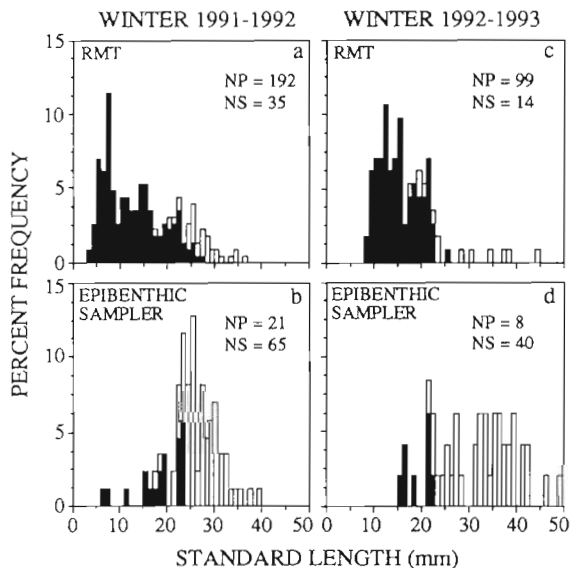 WINTER 1991-1992 WINTER 1992-1993
PERCENT FREQUENCY
15
10
5
0
RMT
a
NP = 192
NS = 35
RMT
c
NP = 99
NS = 14
15
10
5
0
EPIBENTHIC
SAMPLER
b
NP = 21
NS = 65
EPIBENTHIC
SAMPLER
d
NP = 8
NS = 40
0 10 20 30 40 50 10 20 30 40 50
STANDARD LENGTH (mm)